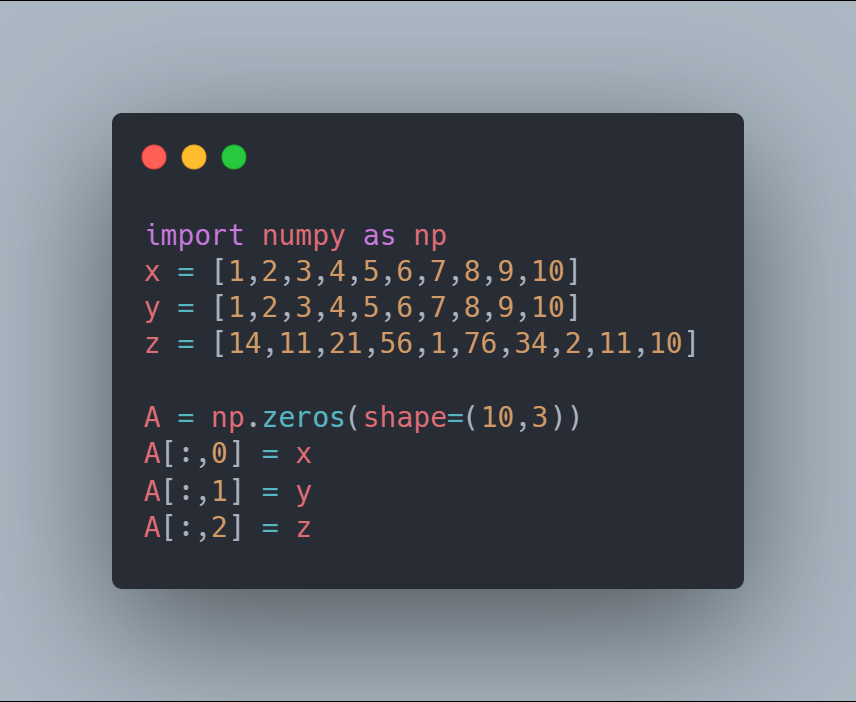 import numpy as np
x = [1,2,3,4,5,6,7,8,9,10]
y = [1,2,3,4,5,6,7,8,9,10]
z = [14,11,21,56,1,76,34,2,11,10]
A = np.zeros(shape=(10,3))
A[:,0] = x
A[:,1] = y
A[:,2] = z